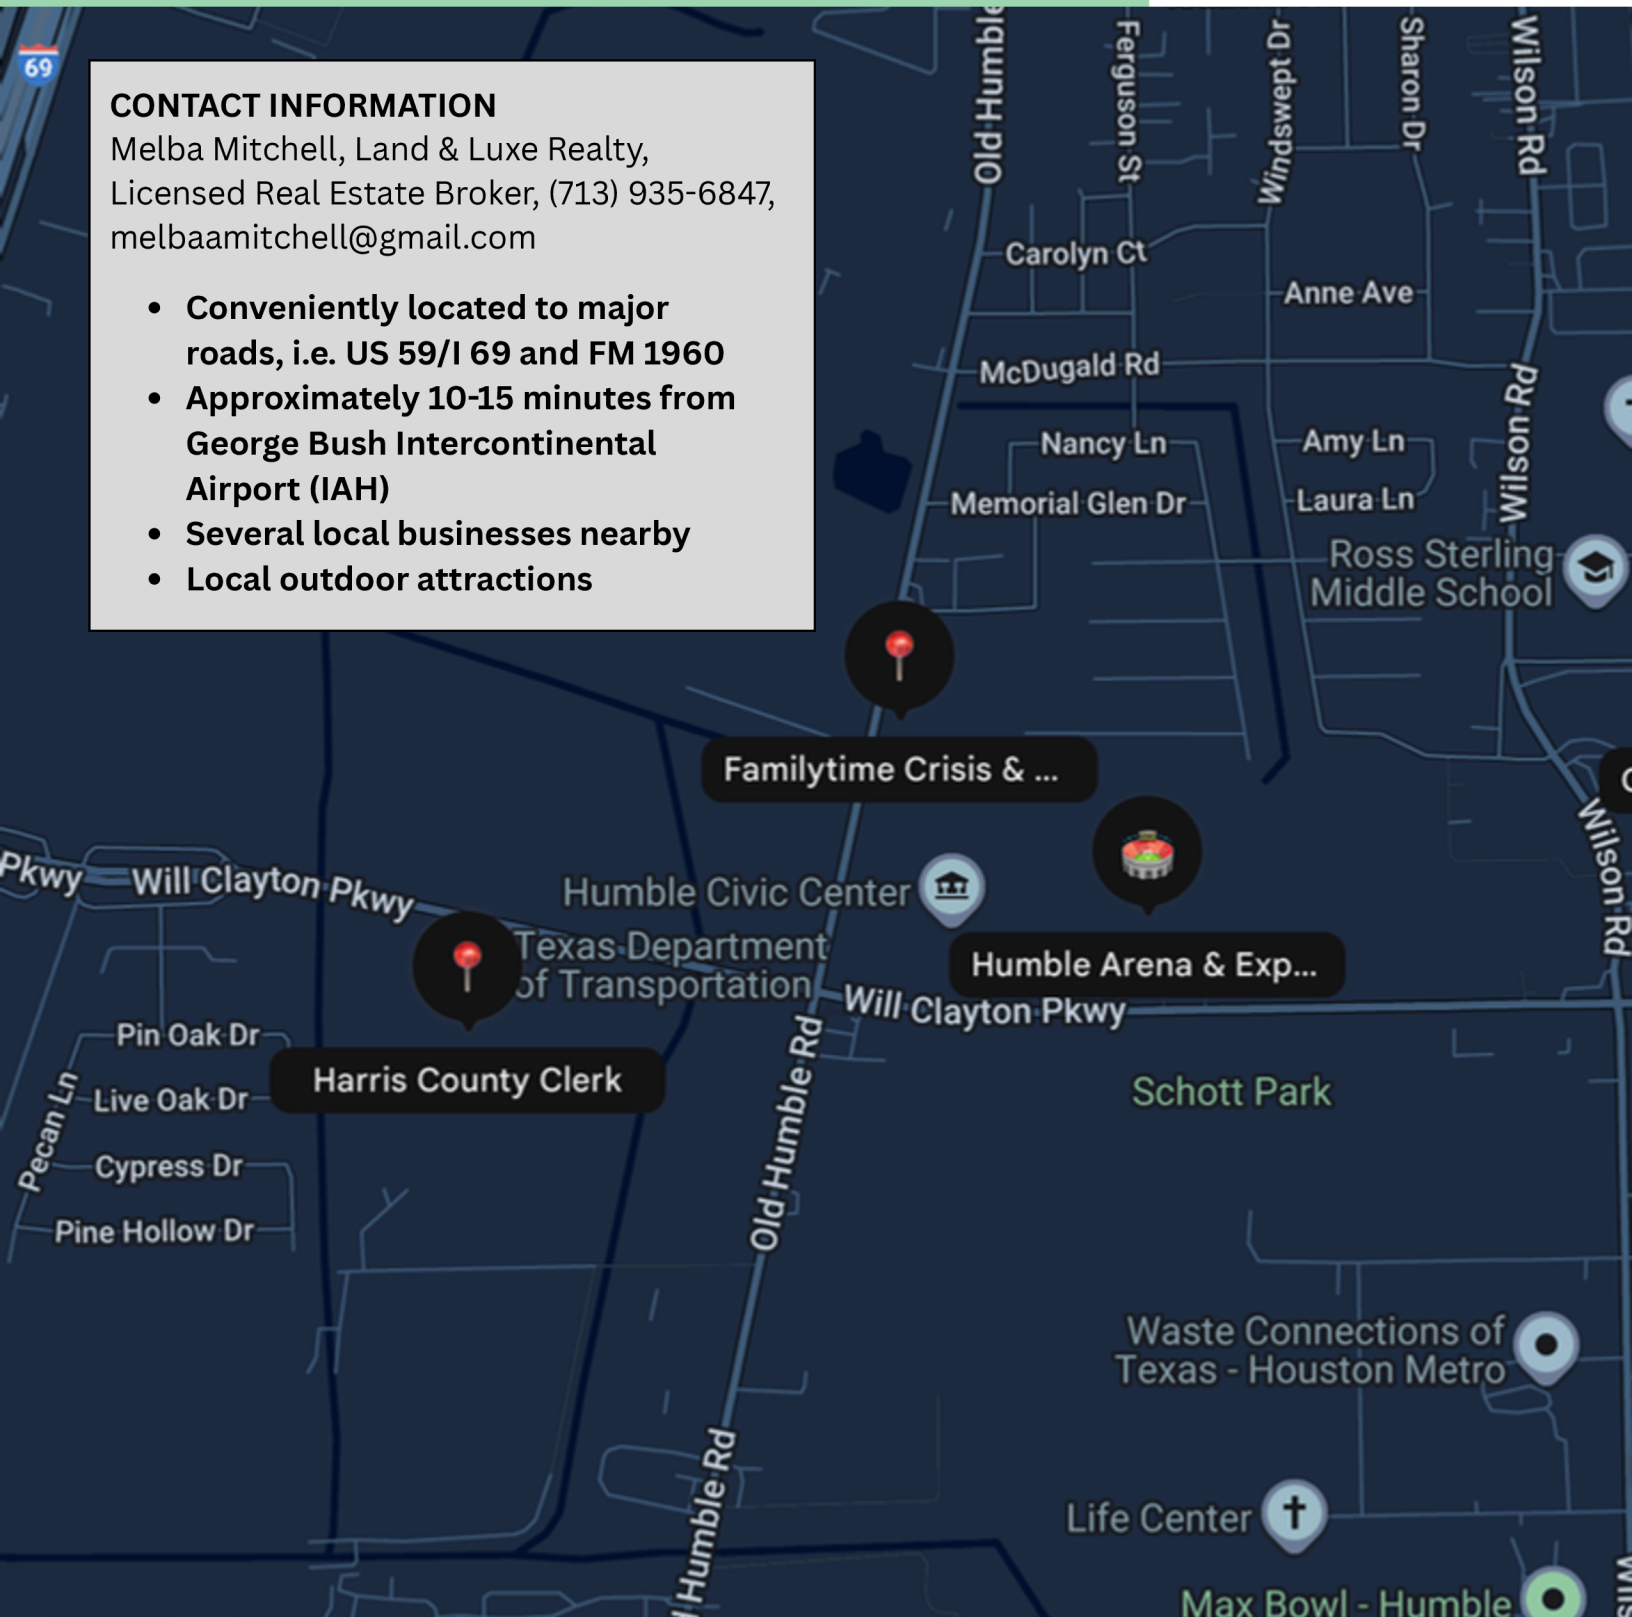 69
CONTACT INFORMATION
Melba Mitchell, Land & Luxe Realty,
Licensed Real Estate Broker, (713) 935-6847,
melbaamitchell@gmail.com
• Conveniently located to major
roads, i.e. US 59/I 69 and FM 1960
• Approximately 10-15 minutes from
George Bush Intercontinental
Airport (IAH)
• Several local businesses nearby
• Local outdoor attractions
Old Humble
Ferguson St
Windswept Dr
Sharon Dr
Wilson Rd
Carolyn Ct
Anne Ave
McDugald Rd
Wilson Rd
Nancy Ln
Amy Ln
Memorial Glen Dr
Laura Ln
Ross Sterling
Middle School
Familytime Crisis & ...
Wilson Rd
Pkwy
Will Clayton Pkwy
Humble Civic Center
Texas Department
of Transportation
Humble Arena & Exp...
Will Clayton Pkwy
Pin Oak Dr
Harris County Clerk
Live Oak Dr
Pecan Ln
Cypress Dr
Pine Hollow Dr
Old Humble Rd
Schott Park
Waste Connections of
Texas - Houston Metro
Humble Rd
Life Center
Max Bowl - Humble